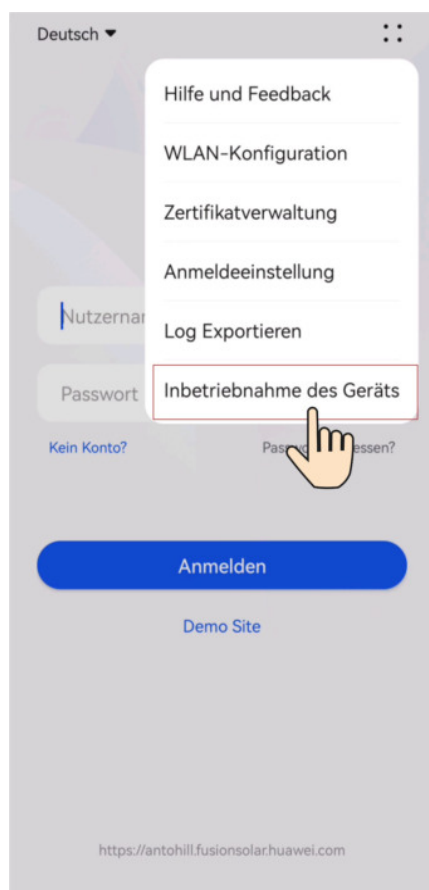 Deutsch
Hilfe und Feedback
WLAN-Konfiguration
Zertifikatverwaltung
Anmeldeeinstellung
Log Exportieren
Inbetriebnahme des Geräts
Passwort
Kein Konto?
Anmelden
Demo Site
https://antohill.fusionsolar.huawei.com